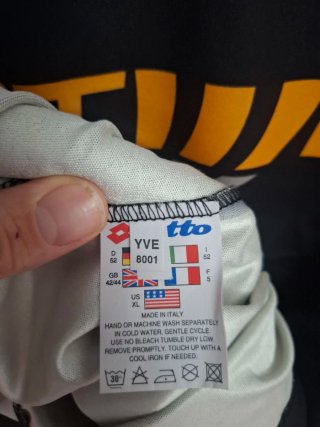 tto
YVE
8001
D
52
I
52
GB
42/44
F
5
US
XL
MADE IN ITALY
HAND OR MACHINE WASH SEPARATELY
IN COLD WATER, GENTLE CYCLE.
USE NO BLEACH TUMBLE DRY LOW
REMOVE PROMPTLY. TOUCH UP WITH A
COOL IRON IF NEEDED.
30°